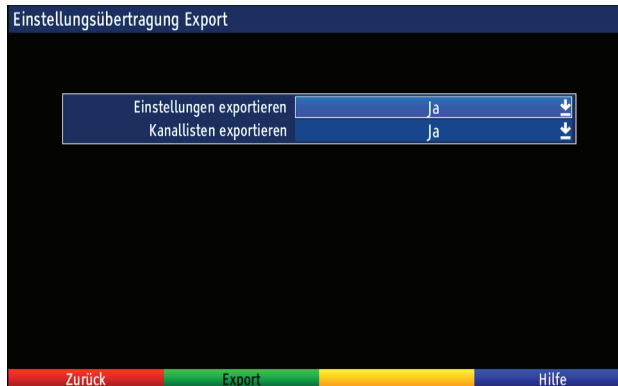 Einstellungsübertragung Export
Einstellungen exportieren Ja
Kanallisten exportieren Ja
Zurück Export Hilfe